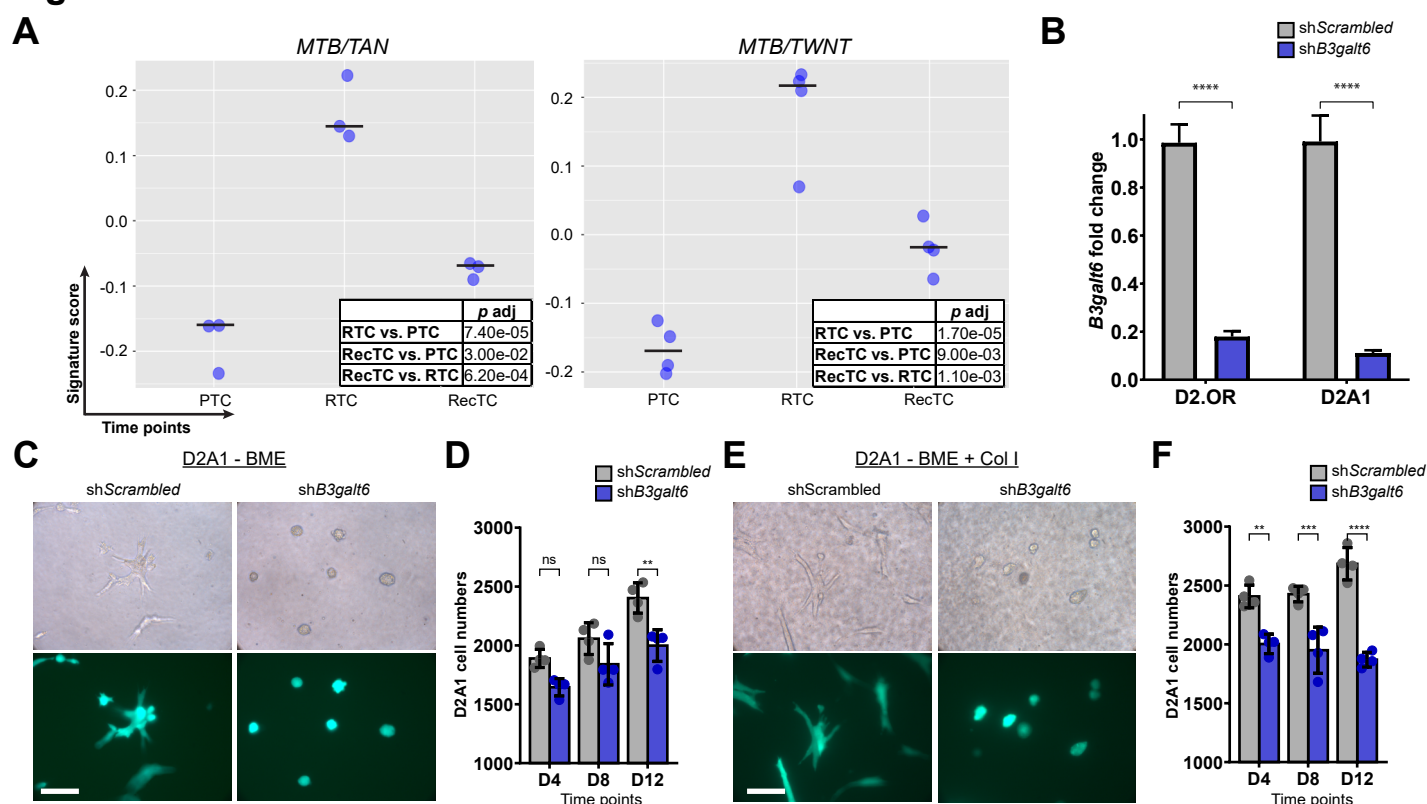 A
MTB/TAN
MTB/TWNT
0.2
0.1
0.0
-0.1
-0.2
0.2
0.1
0.0
-0.1
-0.2
Signature score
p adj
RTC vs. PTC 7.40e-05
RecTC vs. PTC 3.00e-02
RecTC vs. RTC 6.20e-04
p adj
RTC vs. PTC 1.70e-05
RecTC vs. PTC 9.00e-03
RecTC vs. RTC 1.10e-03
PTC RTC RecTC
PTC RTC RecTC
Time points
B
shScrambled
shB3galt6
**** ****
B3galt6 fold change
1.0
0.8
0.6
0.4
0.2
0.0
D2.OR D2A1
C
D2A1 - BME
shScrambled shB3galt6
D
shScrambled
shB3galt6
D2A1 cell numbers
3000
2500
2000
1500
1000
ns ns **
D4 D8 D12
Time points
E
D2A1 - BME + Col I
shScrambled shB3galt6
F
shScrambled
shB3galt6
D2A1 cell numbers
3000
2500
2000
1500
1000
** *** ****
D4 D8 D12
Time points